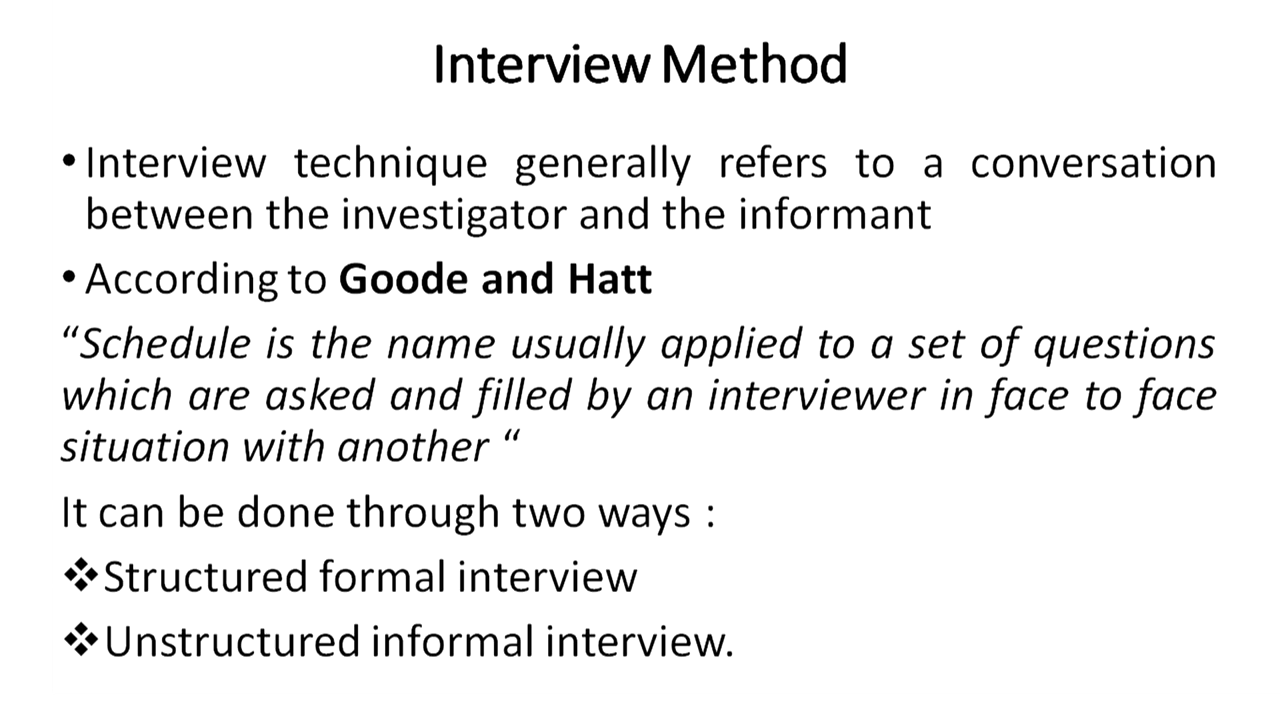 Interview Method
•Interview technique generally refers to a conversation
between the investigator and the informant
•According to Goode and Hatt
“Schedule is the name usually applied to a set of questions
which are asked and filled by an interviewer in face to face
situation with another “
It can be done through two ways :
❖Structured formal interview
❖Unstructured informal interview.